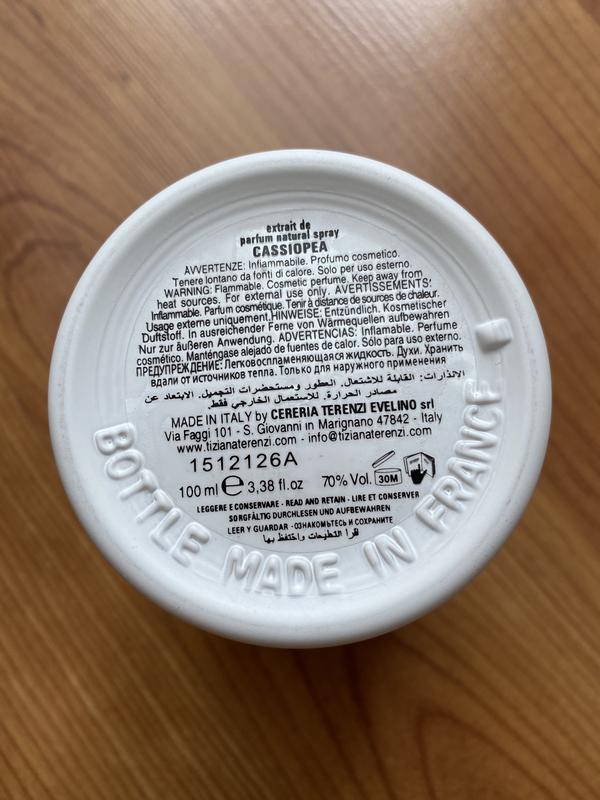 extrait de
parfum natural spray
CASSIOPEA
AVVERTENZE: Infiammabile. Profumo cosmetico.
Tenere lontano da fonti di calore. Solo per uso esterno.
WARNING: Flammable. Cosmetic perfume. Keep away from
heat sources. For external use only. AVERTISSEMENTS:
Inflammable. Parfum cosmétique. Tenir à distance de sources de chaleur.
Usage externe uniquement.HINWEISE: Entzündlich. Kosmetischer
Duftstoff. In ausreichender Ferne von Wärmequellen aufbewahren
Nur zur äußeren Anwendung. ADVERTENCIAS: Inflamable. Perfume
cosmético. Manténgase alejado de fuentes de calor. Sólo para uso externo.
ПРЕДУПРЕЖДЕНИЕ: Легковоспламеняющаяся жидкость. Духи. Хранить
вдали от источников тепла. Только для наружного применения
الانذارات: القابلة للاشتعال. العطور ومستحضرات التجميل. الابتعاد عن
مصادر الحرارة. للاستعمال الخارجي فقط.
MADE IN ITALY by CERERIA TERENZI EVELINO srl
Via Faggi 101 - S. Giovanni in Marignano 47842 - Italy
www.tizianaterenzi.com - info@tizianaterenzi.com
1512126A
100 ml e 3,38 fl.oz 70% Vol. 30M
LEGGERE E CONSERVARE - READ AND RETAIN - LIRE ET CONSERVER
SORGFÄLTIG DURCHLESEN UND AUFBEWAHREN
LEER Y GUARDAR - ОЗНАКОМЬТЕСЬ И СОХРАНИТЕ
اقرأ التعليمات واحتفظ بها
BOTTLE MADE IN FRANCE